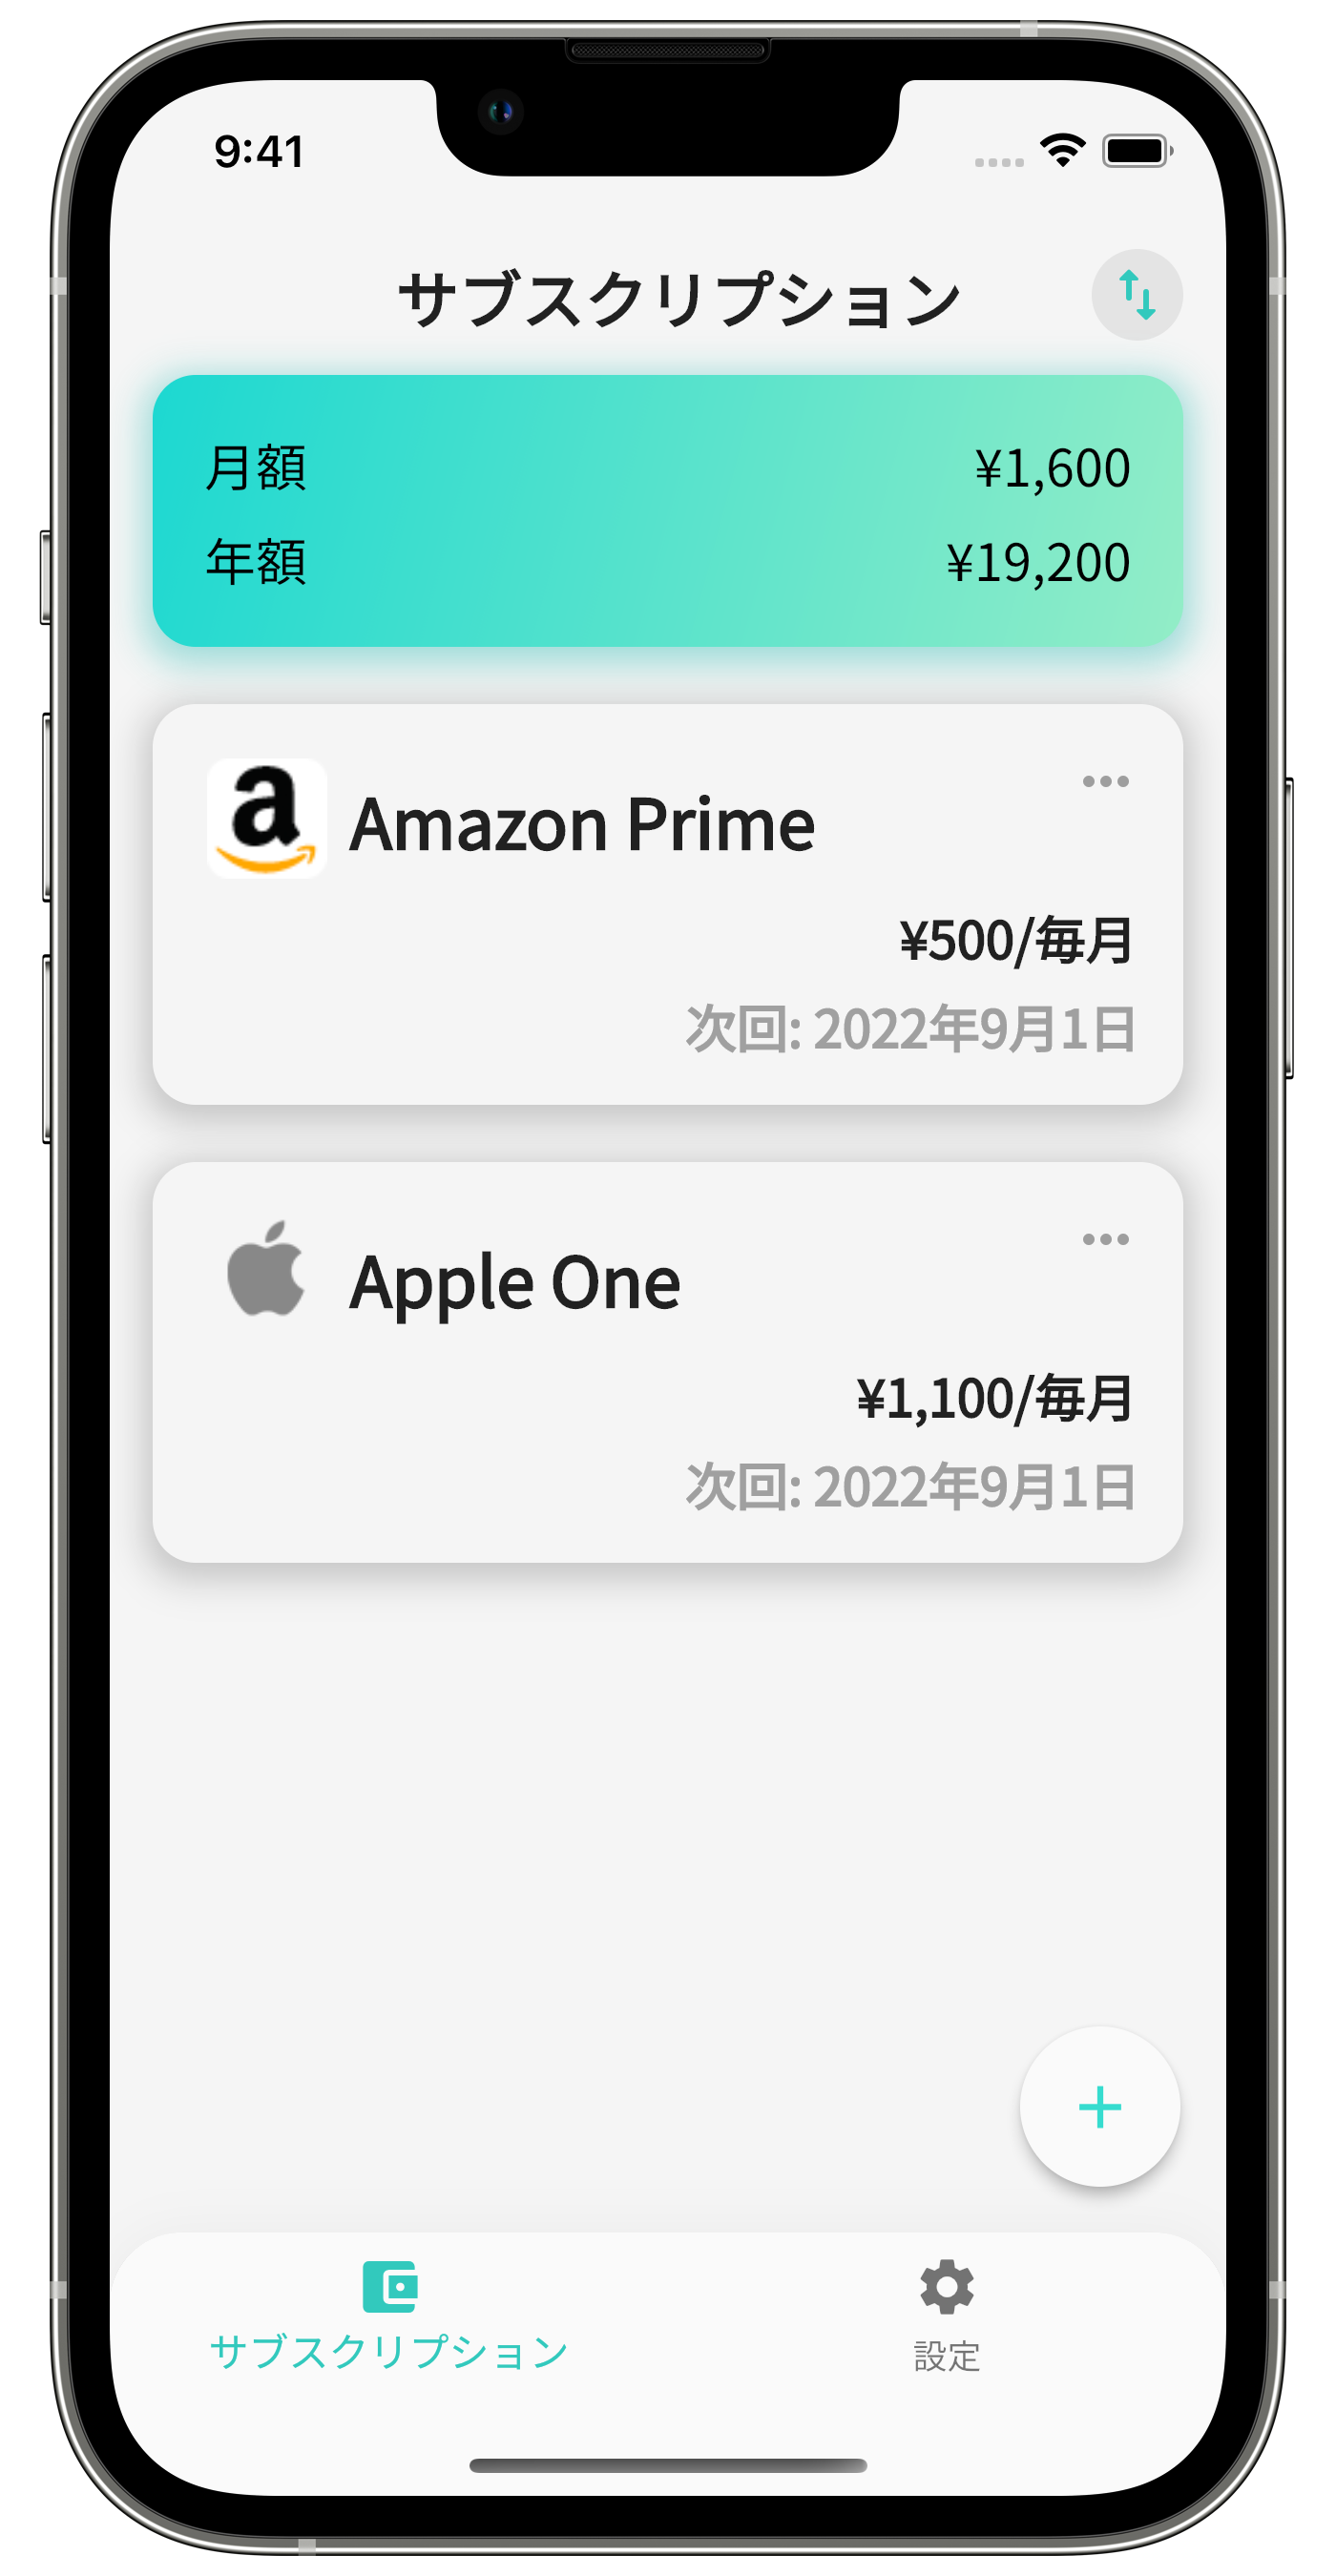 9:41
サブスクリプション
月額 ¥1,600
年額 ¥19,200
Amazon Prime
¥500/毎月
次回: 2022年9月1日
Apple One
¥1,100/毎月
次回: 2022年9月1日
サブスクリプション 設定